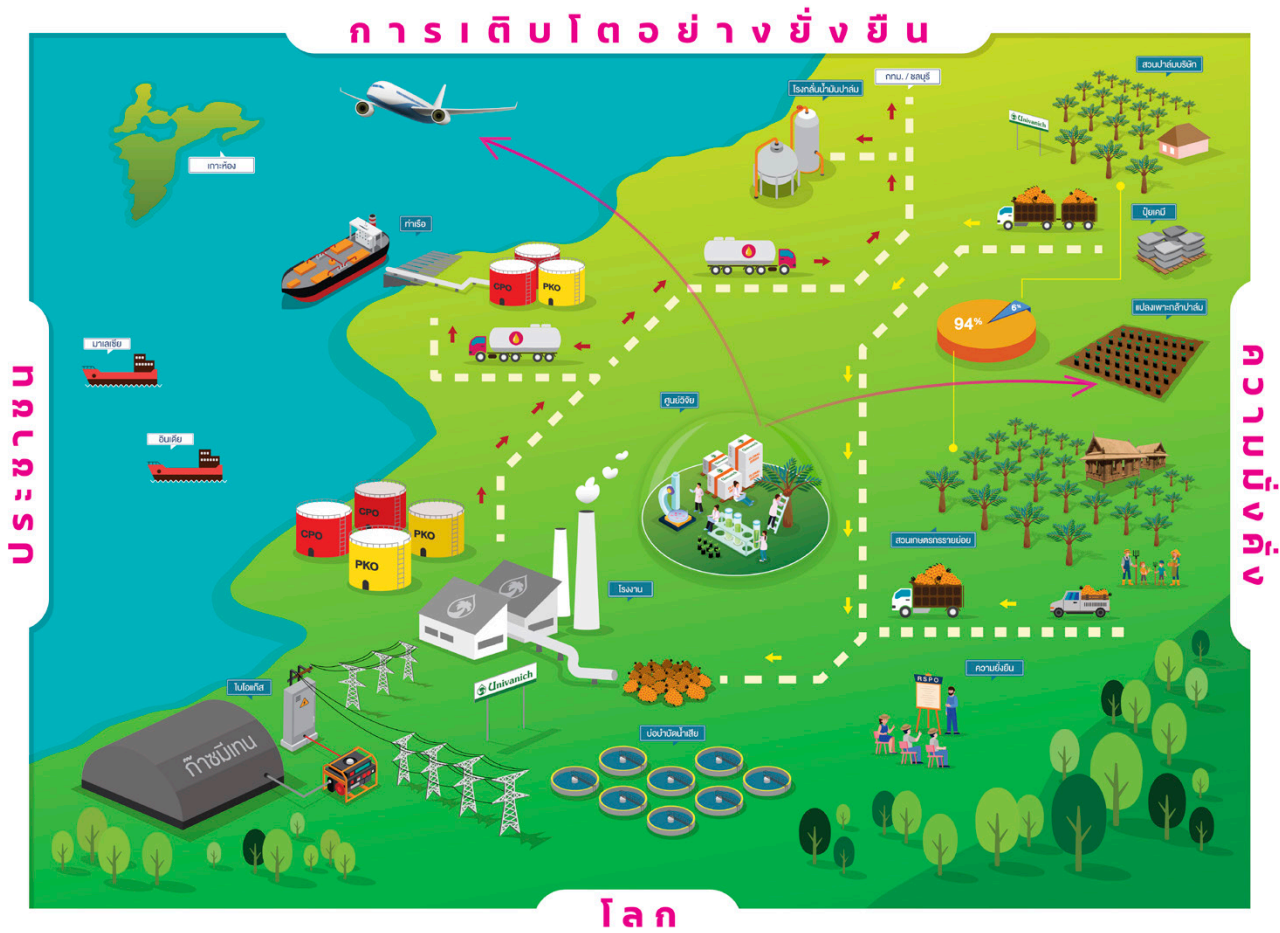 การเติบโตอย่างยั่งยืน
โรงกลั่นน้ำมันปาล์ม
กทม. / ชลบุรี
สวนปาล์มบริษัท
Univanich
เกาะห้อง
ท่าเรือ
ปุ๋ยเคมี
CPO
PKO
94%
6%
แปลงเพาะกล้าปาล์ม
มาเลเซีย
ประชาชน
ความมั่งคั่ง
ศูนย์วิจัย
อินเดีย
CPO
CPO
PKO
PKO
สวนเกษตรกรรายย่อย
โรงงาน
ความยั่งยืน
RSPO
Univanich
ไบโอแก๊ส
ก๊าซมีเทน
บ่อบำบัดน้ำเสีย
โลก